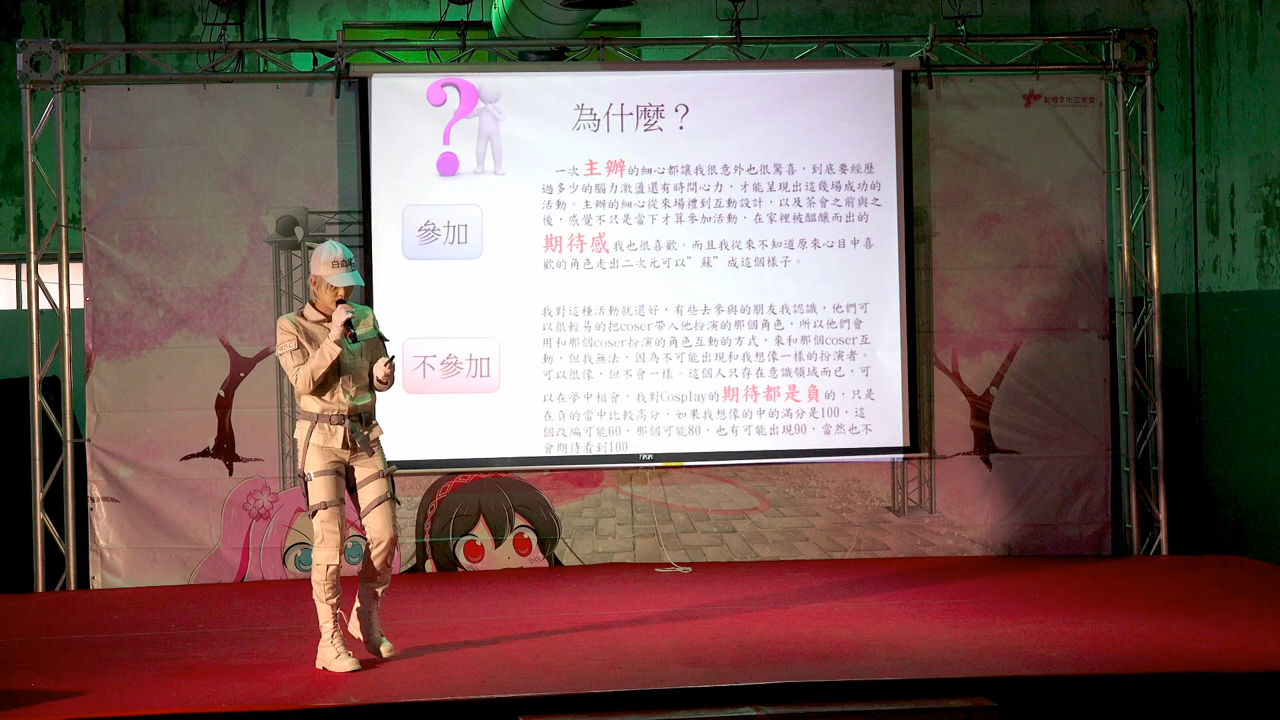 為什麼？
參加
一次主辦的細心都讓我很意外也很驚喜，到底要經歷
過多少的腦力激盪還有時間心力，才能呈現出這幾場成功的
活動。主辦的細心從來場禮到互動設計，以及茶會之前與之
後，感覺不只是當下才算參加活動，在家裡被醞釀而出的
期待感我也很喜歡。而且我從來不知道原來心目中喜
歡的角色走出二次元可以"蘇"成這個樣子。
不參加
我對這種活動就還好，有些去參與的朋友我認識，他們可
以很輕易的把coser帶入他扮演的那個角色，所以他們會
用和那個coser扮演的角色互動的方式，來和那個coser互
動，但我無法，因為不可能出現和我想像一樣的扮演者。
可以很像，但不會一樣。這個人只存在意識領域而已，可
以在夢中相會，我對Cosplay的期待都是負的，只是
在負的當中比較高分，如果我想像的中的滿分是100，這
個改編可能60，那個可能80，也有可能出現90，當然也不
會期待看到100。
白血球